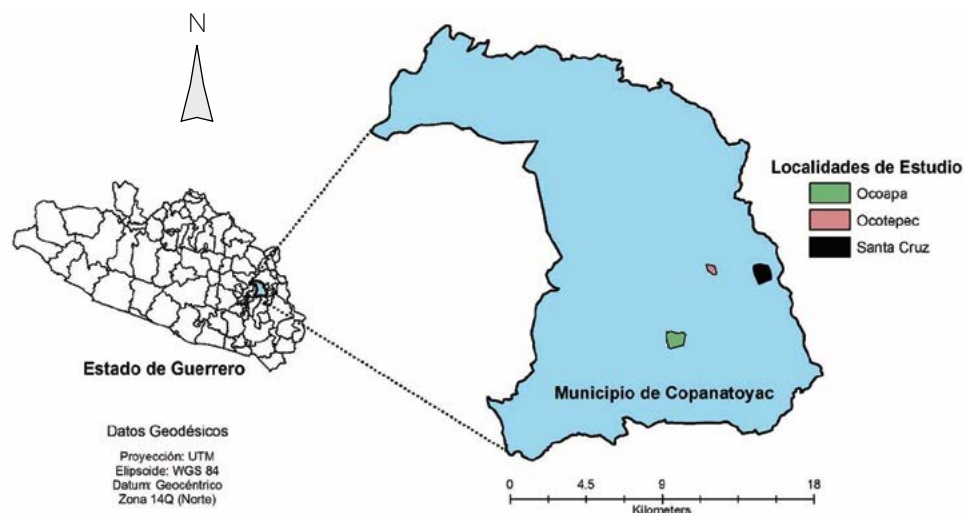 N
Localidades de Estudio
Ocoapa
Ocotepec
Santa Cruz
Estado de Guerrero
Municipio de Copanatoyac
Datos Geodésicos
Proyección: UTM
Elipsoide: WGS 84
Datum: Geocéntrico
Zona 14Q (Norte)
0 4.5 9 18
Kilometers